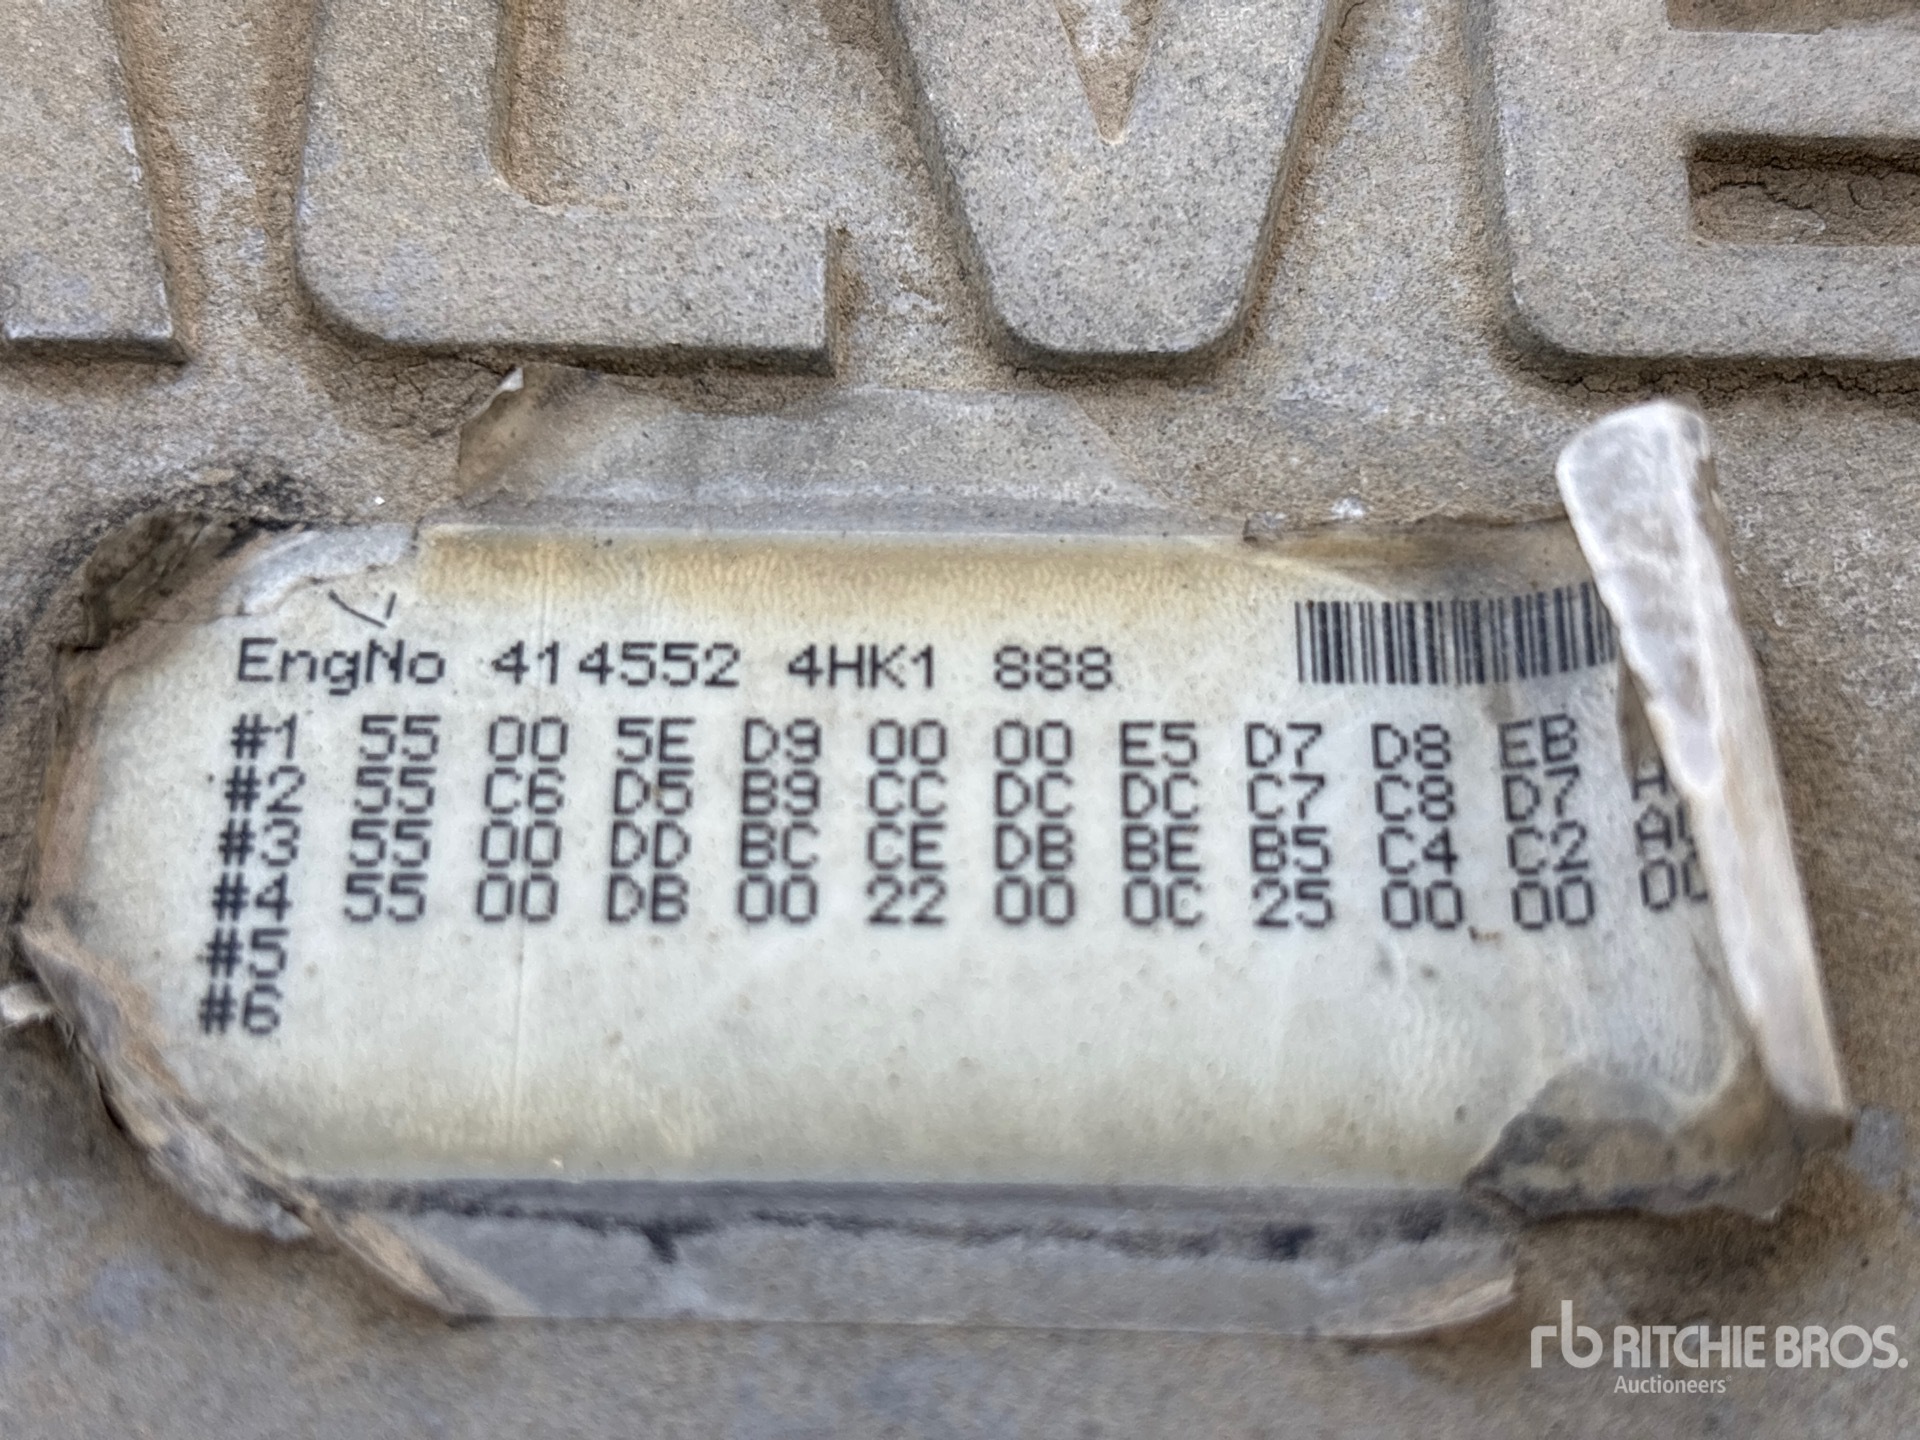 EngNo 414552 4HK1 888
#1 55 00 5E D9 00 00 E5 D7 D8 EB
#2 55 C6 D5 B9 CC DC DC C7 C8 D7
#3 55 00 DD BC CE DB BE B5 C4 C2
#4 55 00 DB 00 22 00 0C 25 00 00 00
#5
#6
rb RITCHIE BROS.
Auctioneers